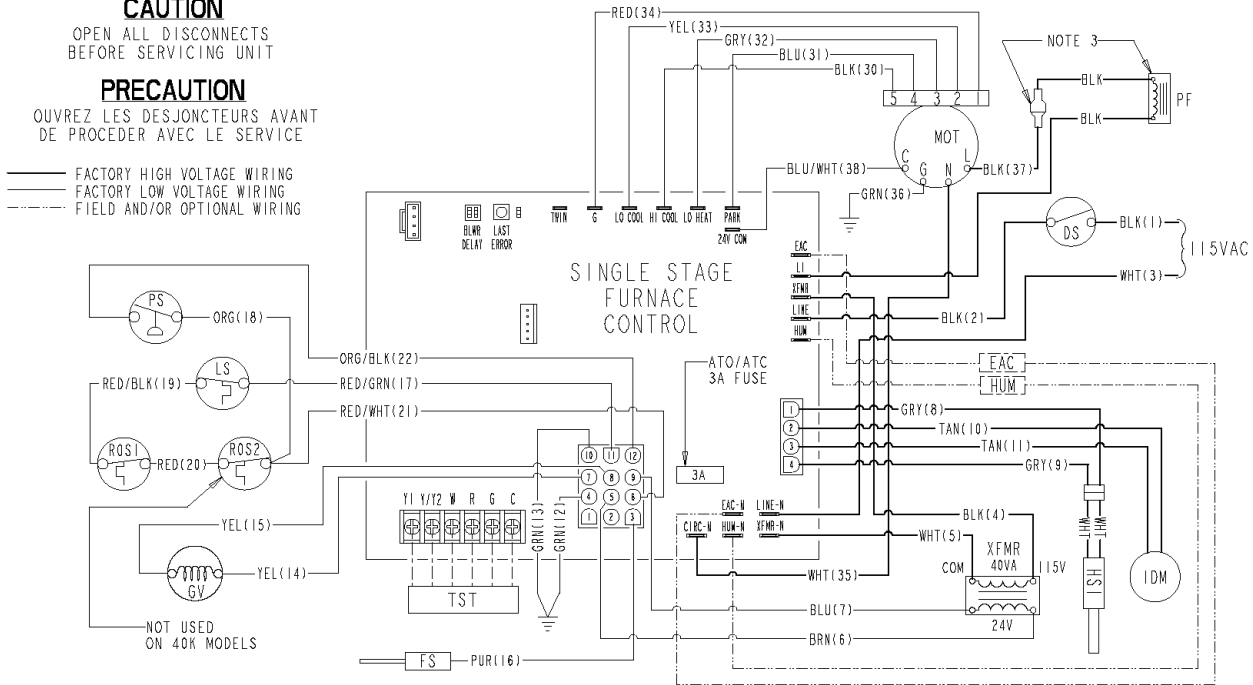 CAUTION
OPEN ALL DISCONNECTS
BEFORE SERVICING UNIT
PRECAUTION
OUVREZ LES DESJONCTEURS AVANT
DE PROCEDER AVEC LE SERVICE
FACTORY HIGH VOLTAGE WIRING
FACTORY LOW VOLTAGE WIRING
FIELD AND/OR OPTIONAL WIRING
RED(34)
YEL(33)
GRY(32)
BLU(31)
BLK(30)
5 4 3 2 1
MOT
C G N L
BLU/WHT(38)
GRN(36)
BLK(37)
NOTE 3
BLK
BLK
PF
DS
BLK(1)
115VAC
WHT(3)
BLK(2)
BLWR
DELAY
LAST
ERROR
TWIN
G
LO COOL
HI COOL
LO HEAT
PARK
24V COM
EAC
L1
XFMR
LINE
HUM
SINGLE STAGE
FURNACE
CONTROL
ATO/ATC
3A FUSE
3A
EAC
HUM
PS
ORG(18)
ORG/BLK(22)
LS
RED/BLK(19)
RED/GRN(17)
RED/WHT(21)
ROS1
RED(20)
ROS2
YEL(15)
GV
YEL(14)
NOT USED
ON 40K MODELS
10 11 12
7 8 9
4 5 6
1 2 3
GRN(13)
GRN(12)
Y1 Y/Y2 W R G C
TST
FS
PUR(16)
1
2
3
4
GRY(8)
TAN(10)
TAN(11)
GRY(9)
EAC-N
LINE-N
CIRC-N
HUM-N
XFMR-N
BLK(4)
WHT(5)
WHT(35)
COM
XFMR
40VA
115V
24V
BLU(7)
BRN(6)
WHT
WHT
HSI
IDM